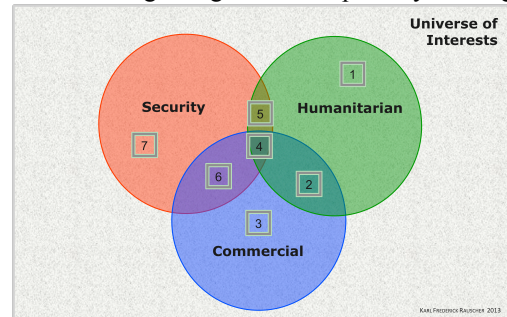 Universe of
Interests
1
Security
5
Humanitarian
7
4
6
2
3
Commercial
KARL FREDERICK RAUSCHER 2013